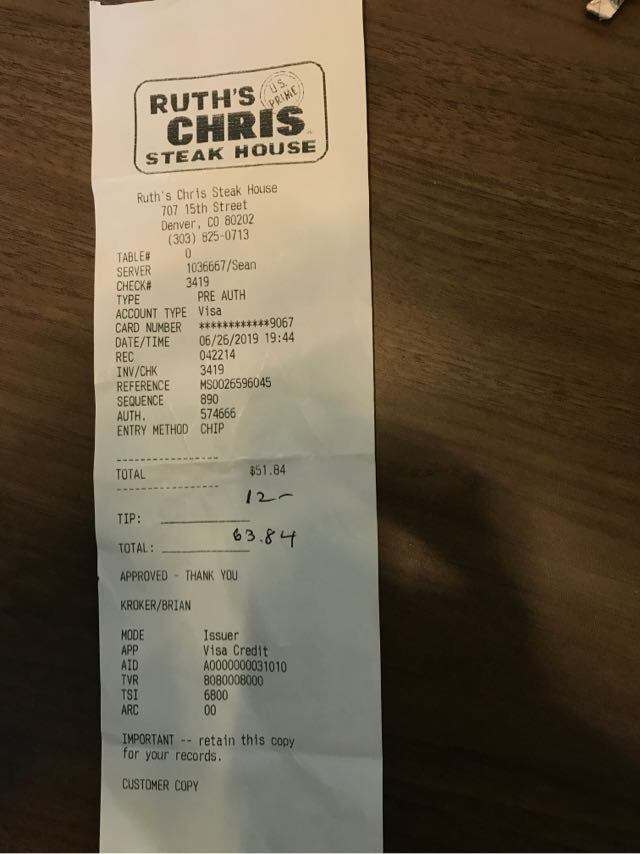 RUTH'S
U.S. PRIME
CHRIS
STEAK HOUSE
Ruth's Chris Steak House
707 15th Street
Denver, CO 80202
(303) 825-0713
TABLE# 0
SERVER 1036667/Sean
CHECK# 3419
TYPE PRE AUTH
ACCOUNT TYPE Visa
CARD NUMBER ************9067
DATE/TIME 06/26/2019 19:44
REC 042214
INV/CHK 3419
REFERENCE MS0026596045
SEQUENCE 890
AUTH. 574666
ENTRY METHOD CHIP
------------------
TOTAL $51.84
------------------
12-
TIP: ______________
63.84
TOTAL: ______________
APPROVED - THANK YOU
KROKER/BRIAN
MODE Issuer
APP Visa Credit
AID A0000000031010
TVR 8080008000
TSI 6800
ARC 00
IMPORTANT -- retain this copy
for your records.
CUSTOMER COPY